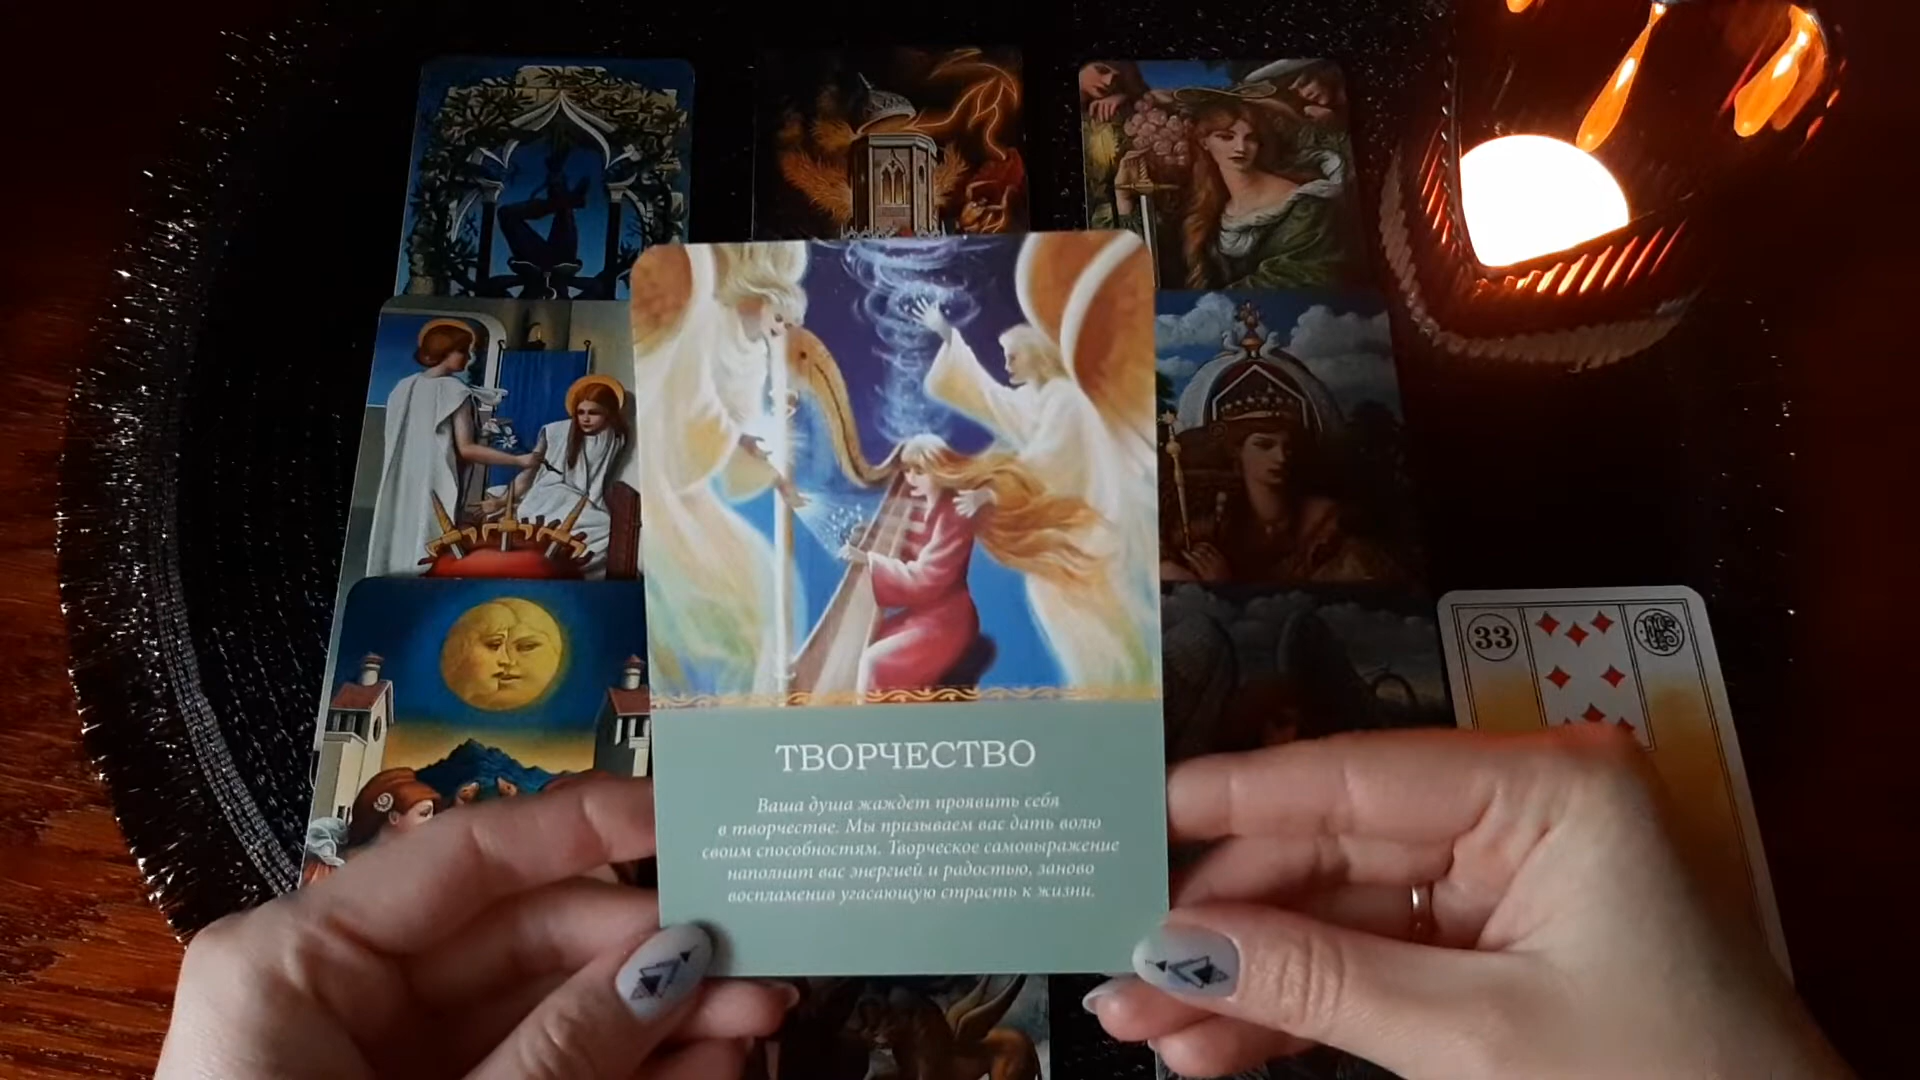 ТВОРЧЕСТВО
Ваша душа жаждет проявить себя
в творчестве. Мы призываем вас дать волю
своим способностям. Творческое самовыражение
наполнит вас энергией и радостью, заново
воспламенив угасающую страсть к жизни.
33